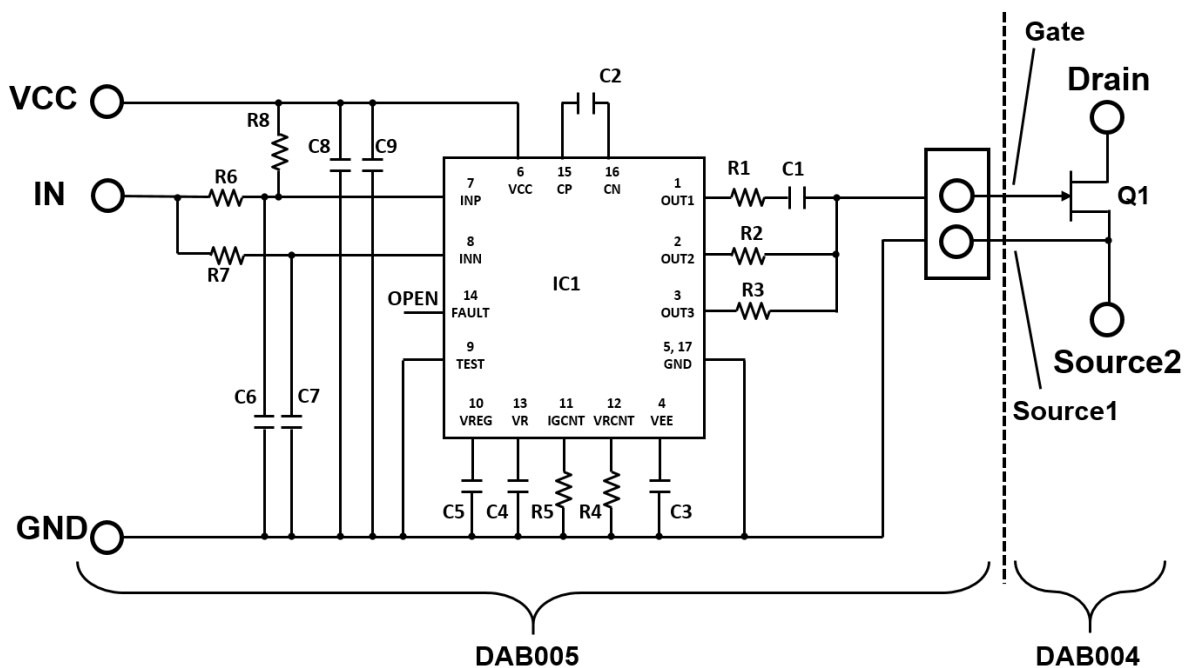 Gate
Drain
C2
VCC
R8
C8
C9
R6
IN
R7
6
VCC
15
CP
16
CN
7
INP
8
INN
OPEN
14
FAULT
9
TEST
IC1
1
OUT1
2
OUT2
3
OUT3
5, 17
GND
R1
C1
R2
R3
Q1
Source2
Source1
C6
C7
10
VREG
13
VR
11
IGCNT
12
VRCNT
4
VEE
C5
C4
R5
R4
C3
GND
DAB005
DAB004